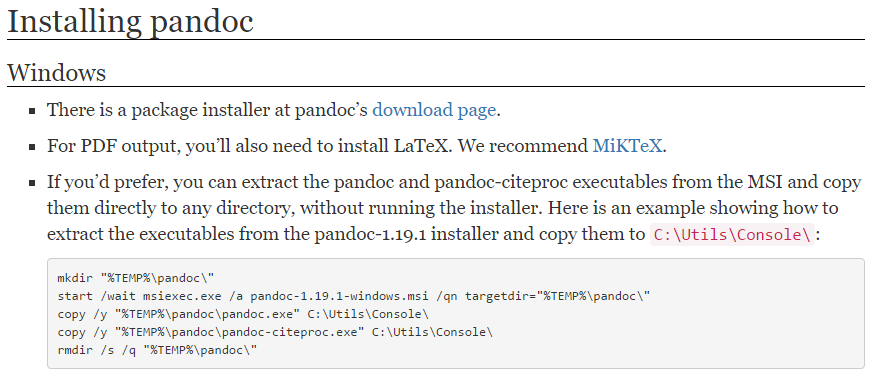 Installing pandoc
Windows
There is a package installer at pandoc’s download page.
For PDF output, you’ll also need to install LaTeX. We recommend MiKTeX.
If you’d prefer, you can extract the pandoc and pandoc-citeproc executables from the MSI and copy
them directly to any directory, without running the installer. Here is an example showing how to
extract the executables from the pandoc-1.19.1 installer and copy them to C:\Utils\Console\:
mkdir "%TEMP%\pandoc\"
start /wait msiexec.exe /a pandoc-1.19.1-windows.msi /qn targetdir="%TEMP%\pandoc\"
copy /y "%TEMP%\pandoc\pandoc.exe" C:\Utils\Console\
copy /y "%TEMP%\pandoc\pandoc-citeproc.exe" C:\Utils\Console\
rmdir /s /q "%TEMP%\pandoc\"